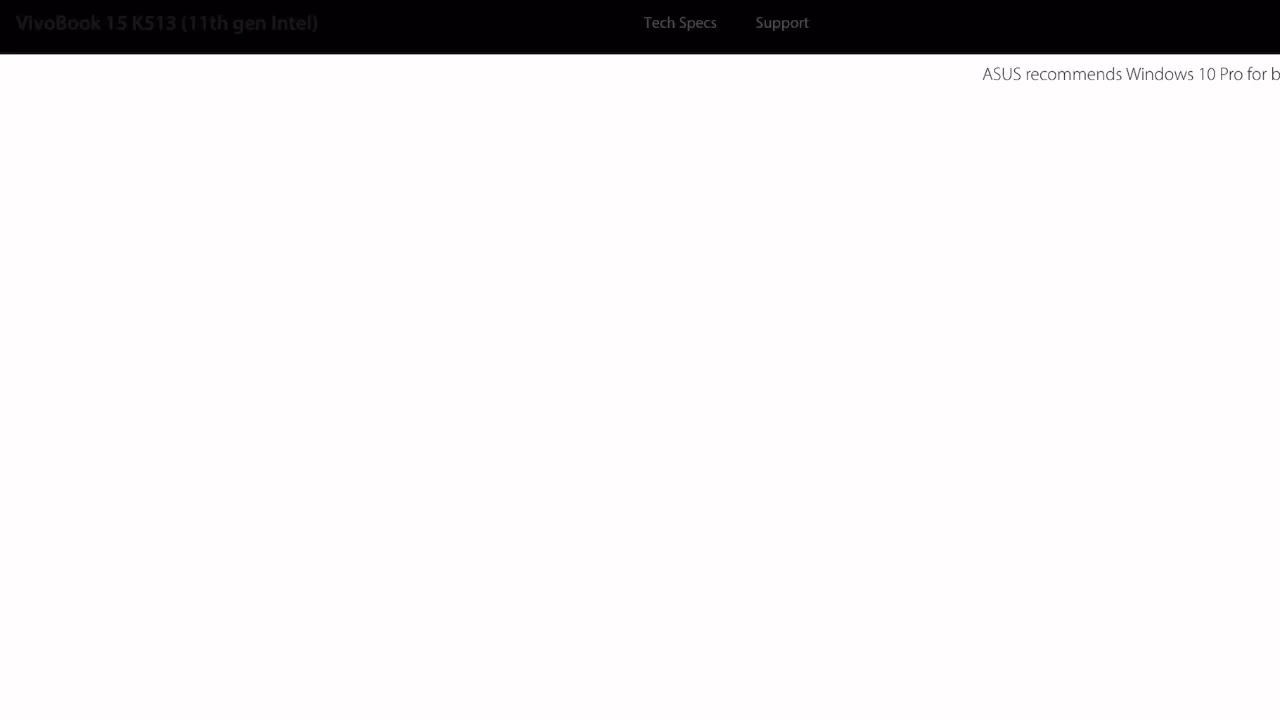 VivoBook 15 K513 (11th gen Intel)
Tech Specs
Support
ASUS recommends Windows 10 Pro for b